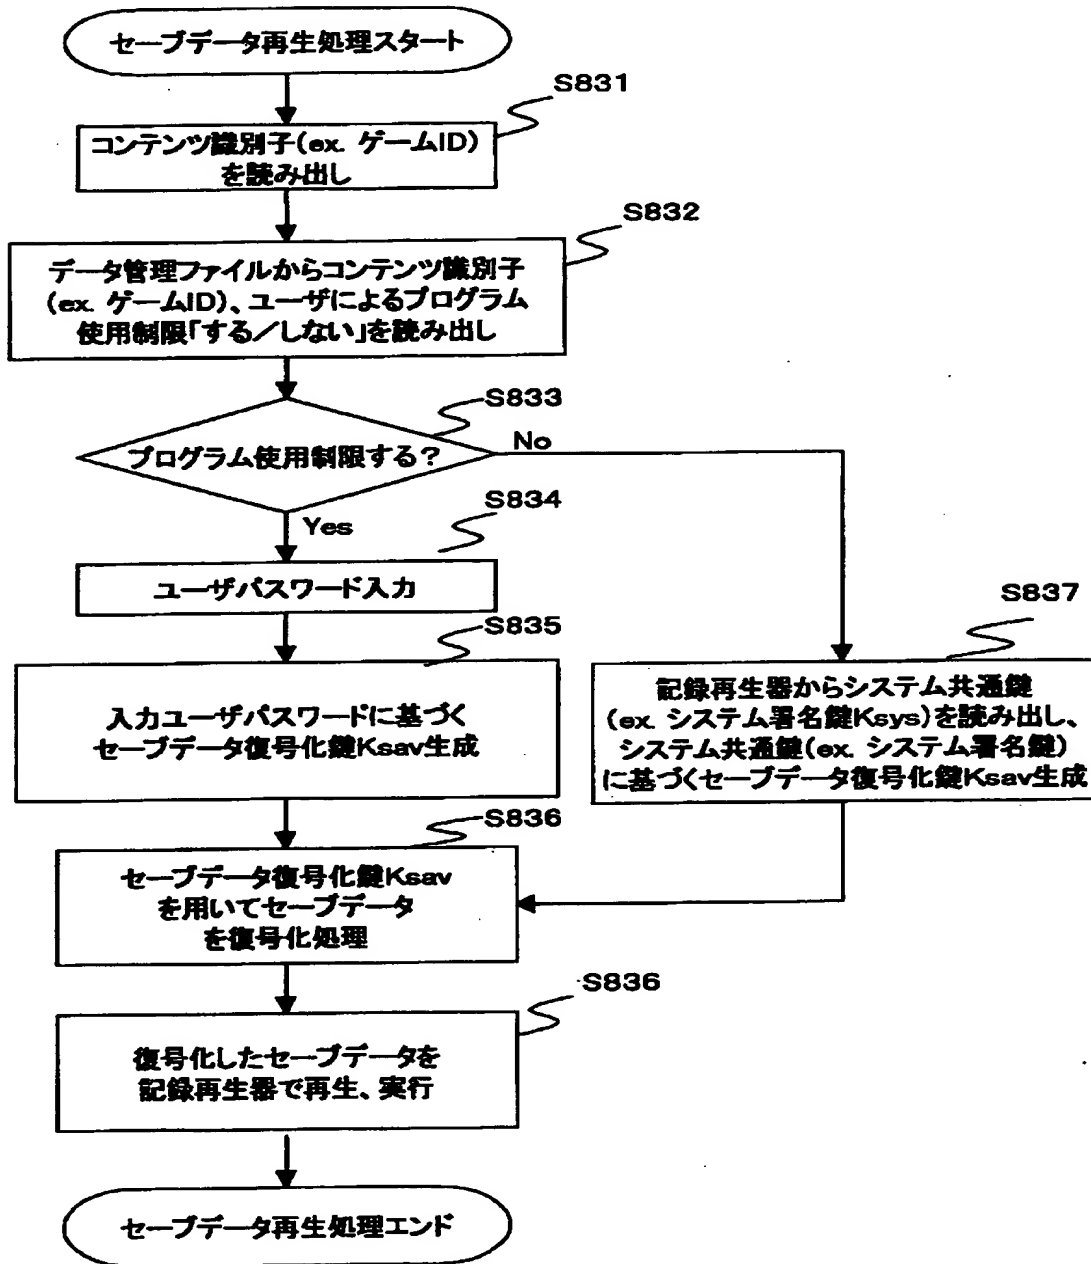 セーブデータ再生処理スタート
S831
コンテンツ識別子(ex. ゲームID)
を読み出し
S832
データ管理ファイルからコンテンツ識別子
(ex. ゲームID)、ユーザによるプログラム
使用制限「する／しない」を読み出し
S833
プログラム使用制限する？
No
Yes
S834
ユーザパスワード入力
S835
入力ユーザパスワードに基づく
セーブデータ復号化鍵Ksav生成
S837
記録再生器からシステム共通鍵
(ex. システム署名鍵Ksys)を読み出し、
システム共通鍵(ex. システム署名鍵)
に基づくセーブデータ復号化鍵Ksav生成
S836
セーブデータ復号化鍵Ksav
を用いてセーブデータ
を復号化処理
S836
復号化したセーブデータを
記録再生器で再生、実行
セーブデータ再生処理エンド